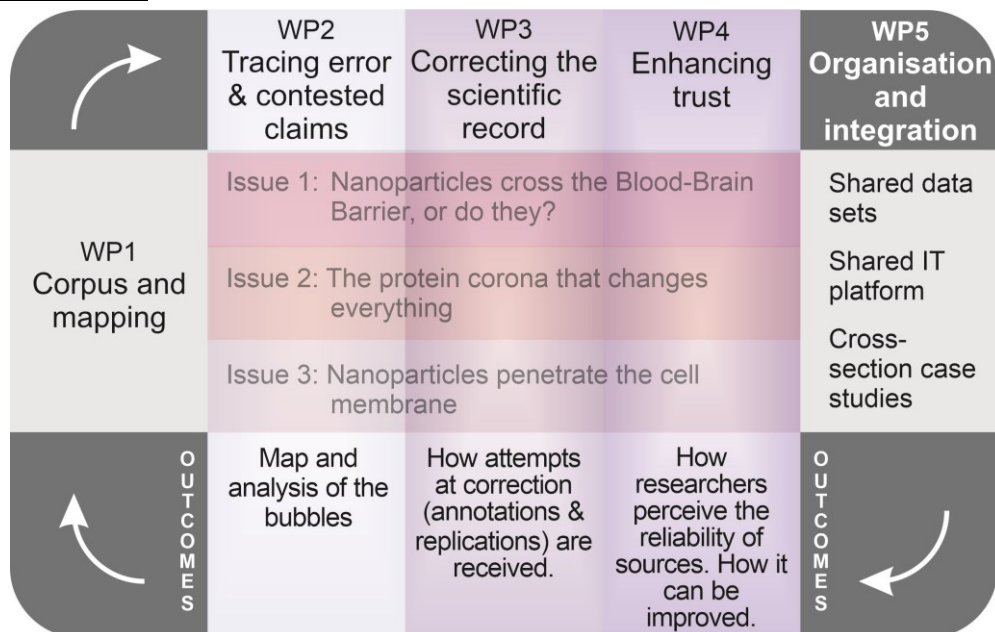 WP2
Tracing error
& contested
claims
WP3
Correcting the
scientific
record
WP4
Enhancing
trust
WP5
Organisation
and
integration
WP1
Corpus and
mapping
Issue 1: Nanoparticles cross the Blood-Brain
Barrier, or do they?
Issue 2: The protein corona that changes
everything
Issue 3: Nanoparticles penetrate the cell
membrane
Shared data
sets
Shared IT
platform
Cross-
section case
studies
OUTCOMES
Map and
analysis of the
bubbles
How attempts
at correction
(annotations &
replications) are
received.
How
researchers
perceive the
reliability of
sources. How it
can be
improved.
OUTCOMES